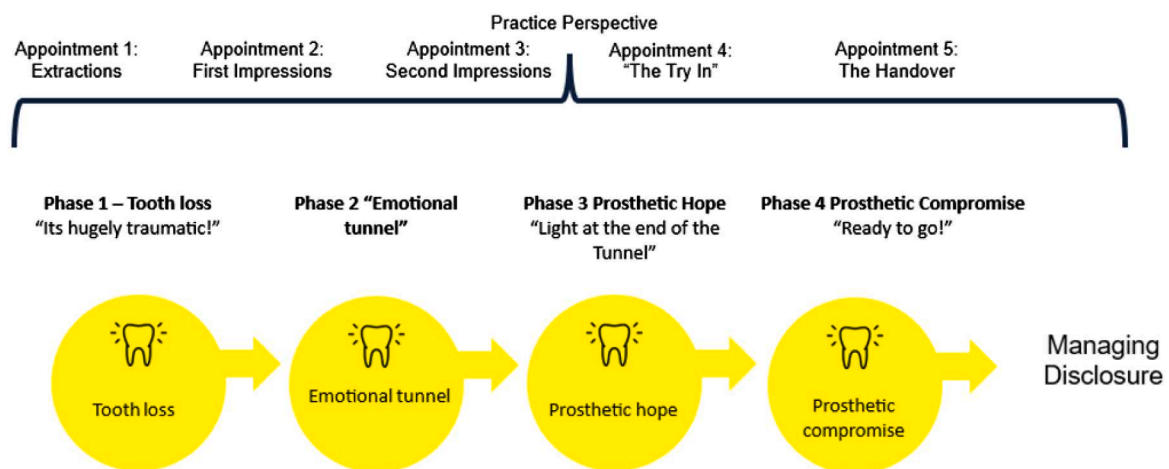 Practice Perspective
Appointment 1:
Extractions
Appointment 2:
First Impressions
Appointment 3:
Second Impressions
Appointment 4:
“The Try In”
Appointment 5:
The Handover
Phase 1 – Tooth loss
“Its hugely traumatic!”
Phase 2 “Emotional
tunnel”
Phase 3 Prosthetic Hope
“Light at the end of the
Tunnel”
Phase 4 Prosthetic Compromise
“Ready to go!”
Tooth loss
Emotional tunnel
Prosthetic hope
Prosthetic
compromise
Managing
Disclosure